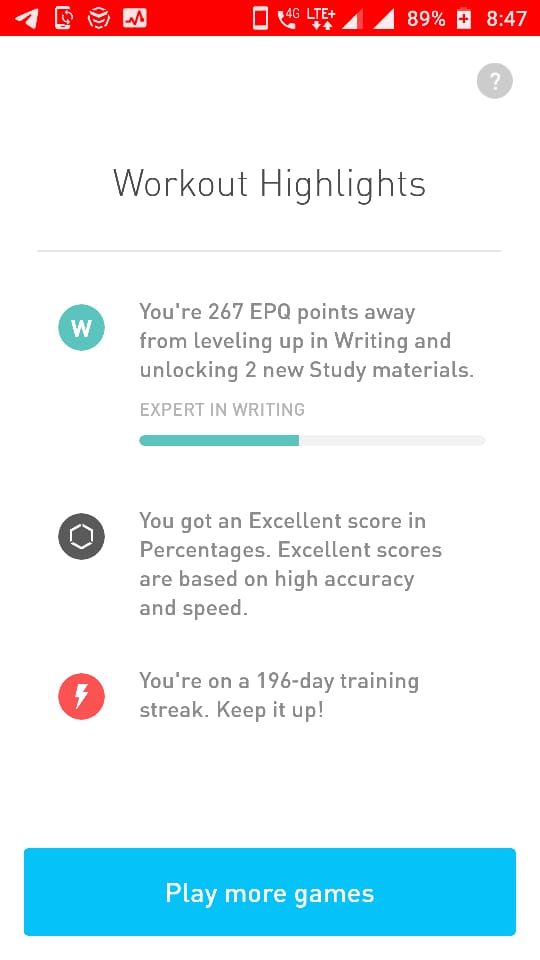 4G LTE+ 89% 8:47
?
Workout Highlights
W
You're 267 EPQ points away
from leveling up in Writing and
unlocking 2 new Study materials.
EXPERT IN WRITING
You got an Excellent score in
Percentages. Excellent scores
are based on high accuracy
and speed.
You're on a 196-day training
streak. Keep it up!
Play more games